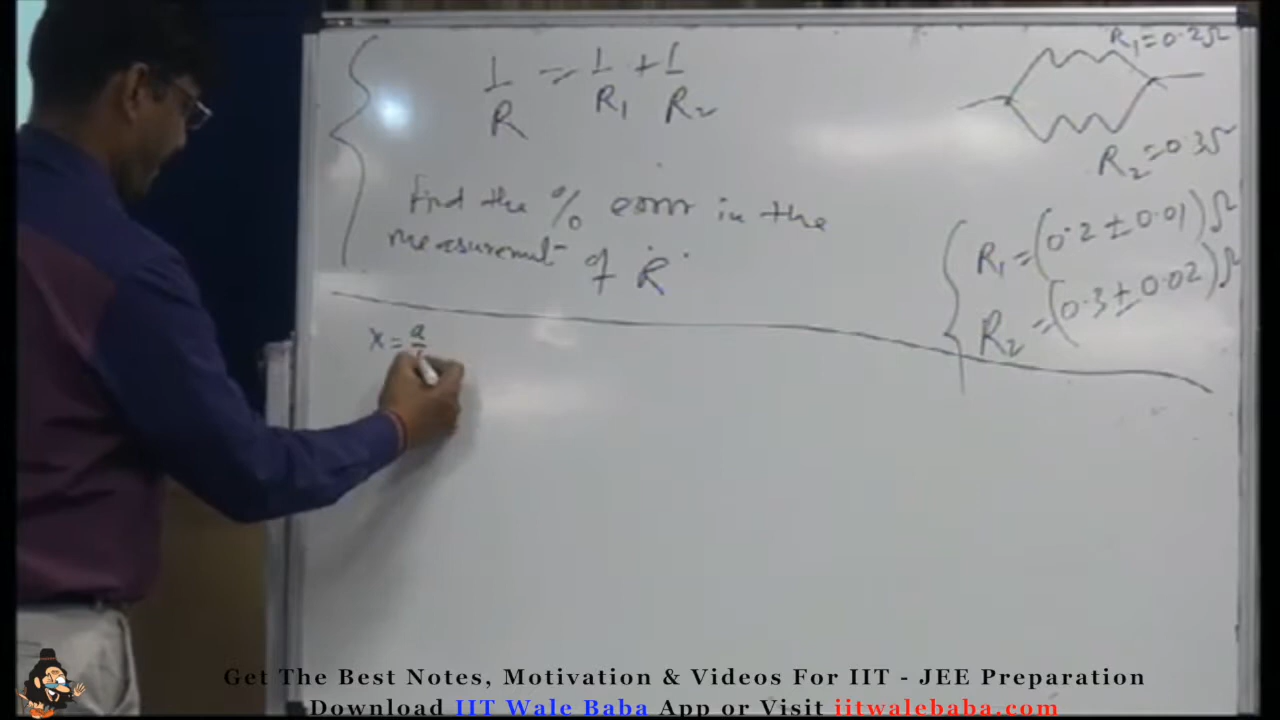 1/R = 1/R₁ + 1/R₂
R₁ = 0.2Ω
R₂ = 0.3Ω
Find the % error in the
measurement of R
R₁ = (0.2 ± 0.01) Ω
R₂ = (0.3 ± 0.02) Ω
x = a
Get The Best Notes, Motivation & Videos For IIT - JEE Preparation
Download IIT Wale Baba App or Visit iitwalebaba.com